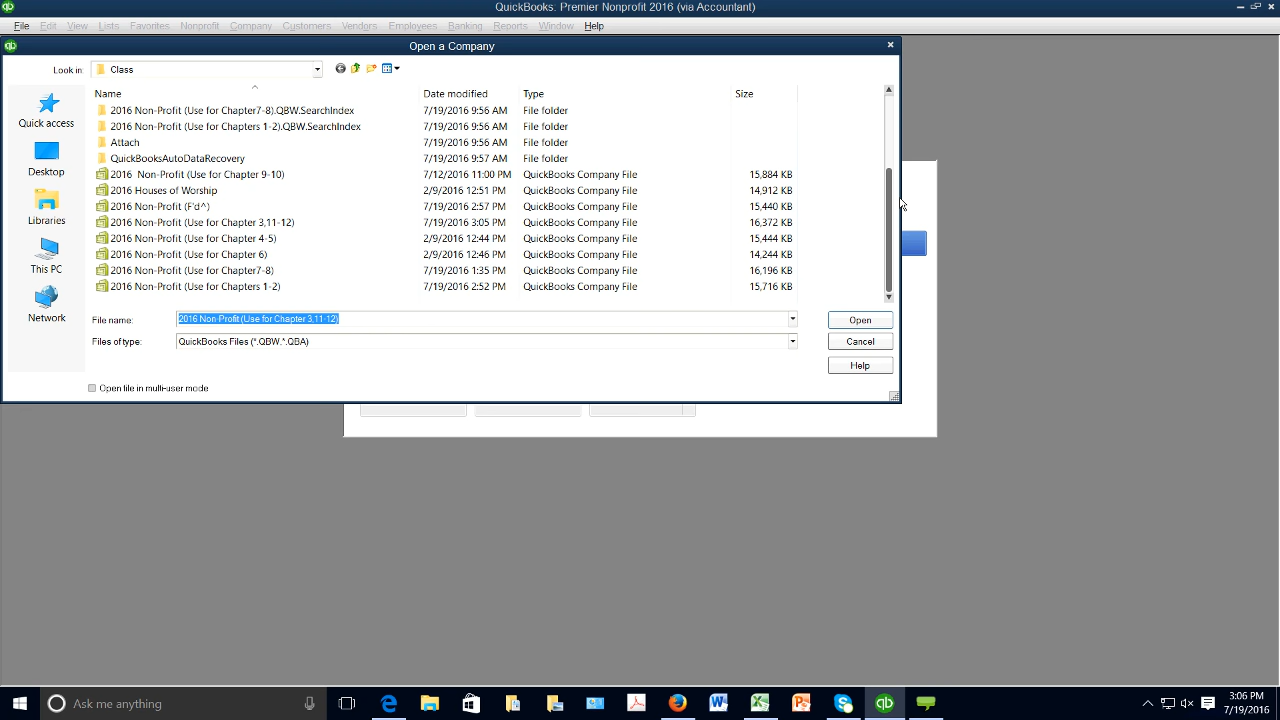 QuickBooks: Premier Nonprofit 2016 (via Accountant)
File Edit View Lists Favorites Nonprofit Company Customers Vendors Employees Banking Reports Window Help
Open a Company
Look in: Class
Name Date modified Type Size
2016 Non-Profit (Use for Chapter7-8).QBW.SearchIndex 7/19/2016 9:56 AM File folder
2016 Non-Profit (Use for Chapters 1-2).QBW.SearchIndex 7/19/2016 9:56 AM File folder
Attach 7/19/2016 9:56 AM File folder
QuickBooksAutoDataRecovery 7/19/2016 9:57 AM File folder
2016 Non-Profit (Use for Chapter 9-10) 7/12/2016 11:00 PM QuickBooks Company File 15,884 KB
2016 Houses of Worship 2/9/2016 12:51 PM QuickBooks Company File 14,912 KB
2016 Non-Profit (F'd^) 7/19/2016 2:57 PM QuickBooks Company File 15,440 KB
2016 Non-Profit (Use for Chapter 3,11-12) 7/19/2016 3:05 PM QuickBooks Company File 16,372 KB
2016 Non-Profit (Use for Chapter 4-5) 2/9/2016 12:44 PM QuickBooks Company File 15,444 KB
2016 Non-Profit (Use for Chapter 6) 2/9/2016 12:46 PM QuickBooks Company File 14,244 KB
2016 Non-Profit (Use for Chapter7-8) 7/19/2016 1:35 PM QuickBooks Company File 16,196 KB
2016 Non-Profit (Use for Chapters 1-2) 7/19/2016 2:52 PM QuickBooks Company File 15,716 KB
Quick access
Desktop
Libraries
This PC
Network
File name: 2016 Non-Profit (Use for Chapter 3,11-12) Open
Files of type: QuickBooks Files (*.QBW,*.QBA) Cancel
Help
Open file in multi-user mode
Ask me anything
3:06 PM
7/19/2016